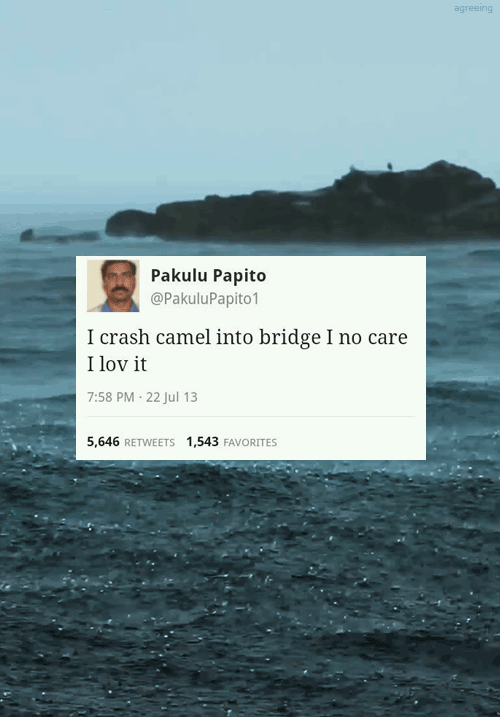 agreeing
Pakulu Papito
@PakuluPapito1
I crash camel into bridge I no care
I lov it
7:58 PM · 22 Jul 13
5,646 RETWEETS 1,543 FAVORITES